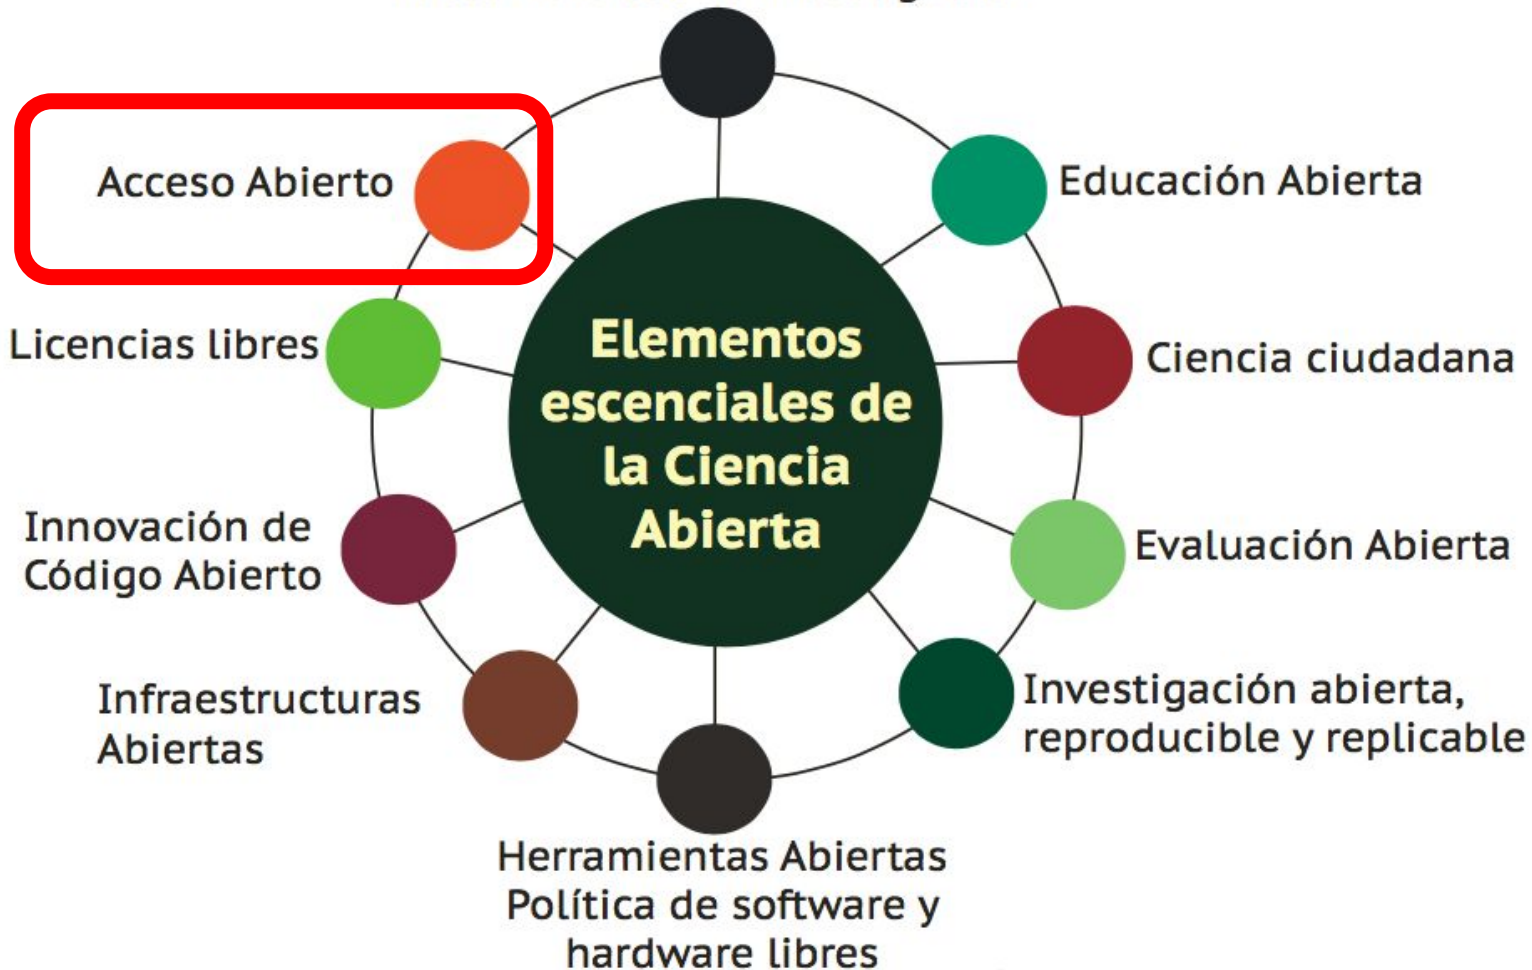 Acceso Abierto
Educación Abierta
Licencias libres
Elementos
escenciales de
la Ciencia
Abierta
Ciencia ciudadana
Innovación de
Código Abierto
Evaluación Abierta
Infraestructuras
Abiertas
Investigación abierta,
reproducible y replicable
Herramientas Abiertas
Política de software y
hardware libres